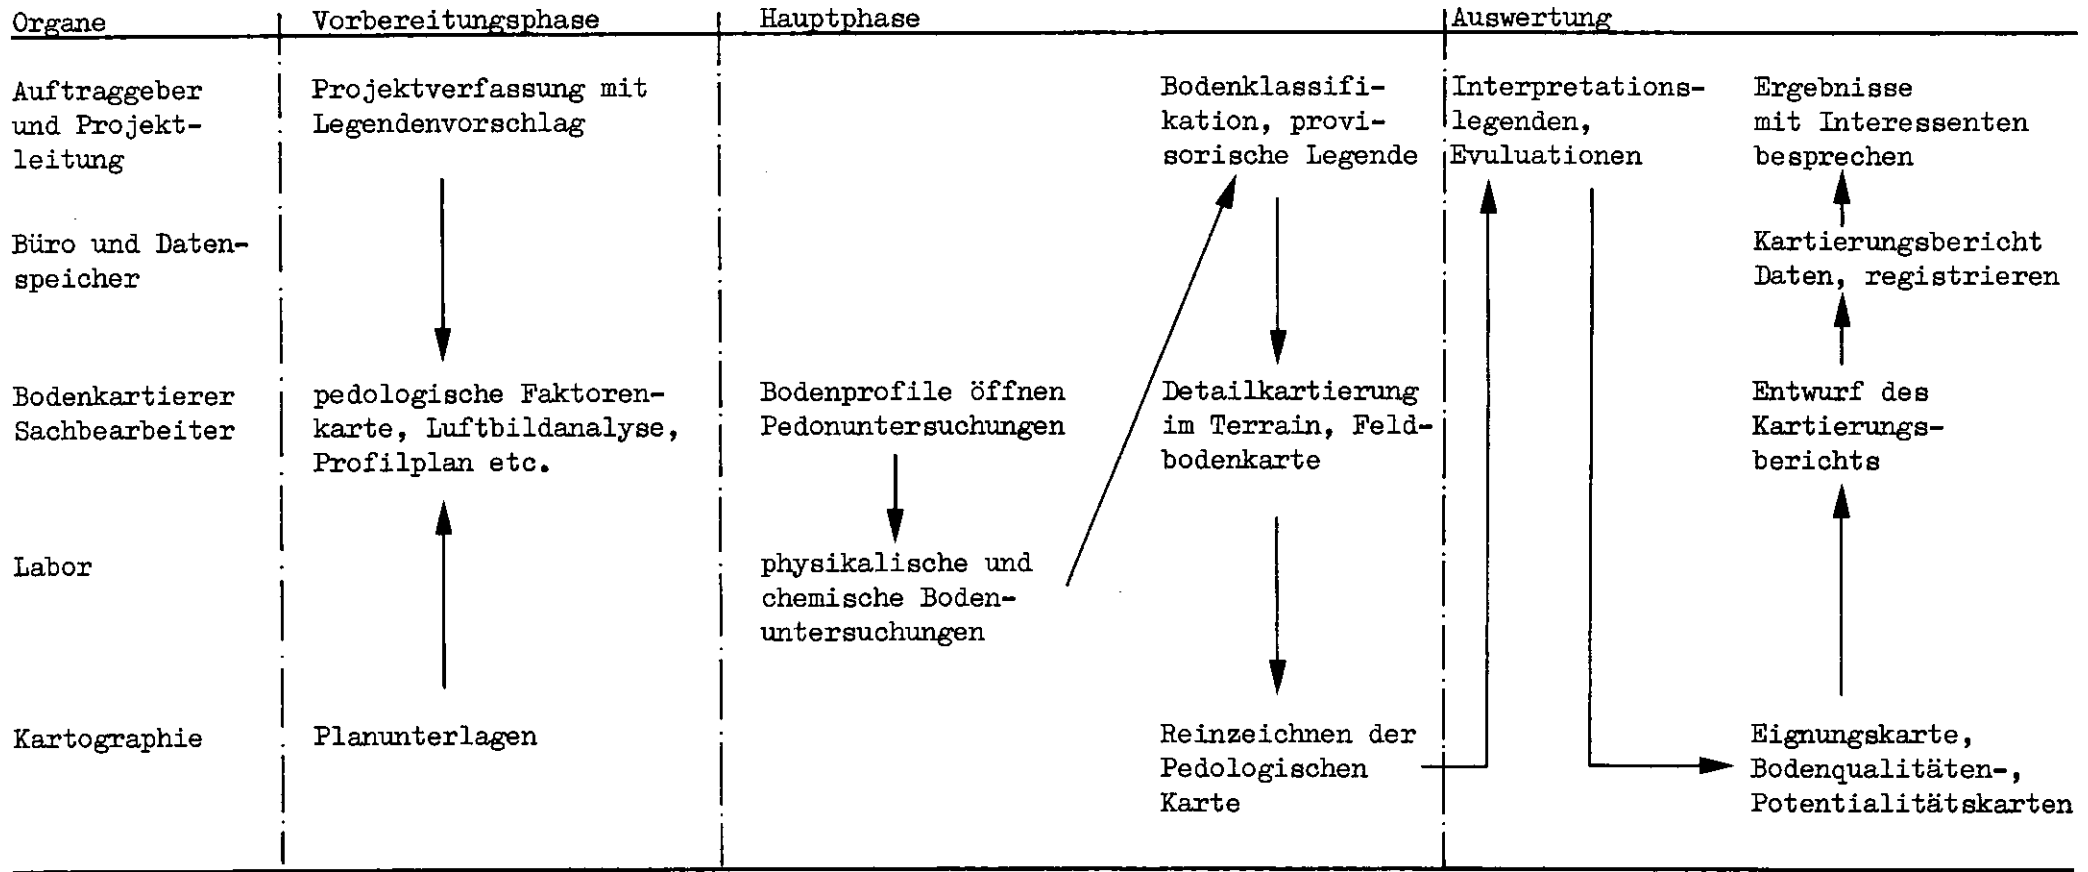 Organe
Vorbereitungsphase
Hauptphase
Auswertung
Auftraggeber
und Projekt-
leitung
Projektverfassung mit
Legendenvorschlag
Bodenklassifi-
kation, provi-
sorische Legende
Interpretations-
legenden,
Evuluationen
Ergebnisse
mit Interessenten
besprechen
Büro und Daten-
speicher
Kartierungsbericht
Daten, registrieren
Bodenkartierer
Sachbearbeiter
pedologische Faktoren-
karte, Luftbildanalyse,
Profilplan etc.
Bodenprofile öffnen
Pedonuntersuchungen
Detailkartierung
im Terrain, Feld-
bodenkarte
Entwurf des
Kartierungs-
berichts
Labor
physikalische und
chemische Boden-
untersuchungen
Kartographie
Planunterlagen
Reinzeichnen der
Pedologischen
Karte
Eignungskarte,
Bodenqualitäten-,
Potentialitätskarten